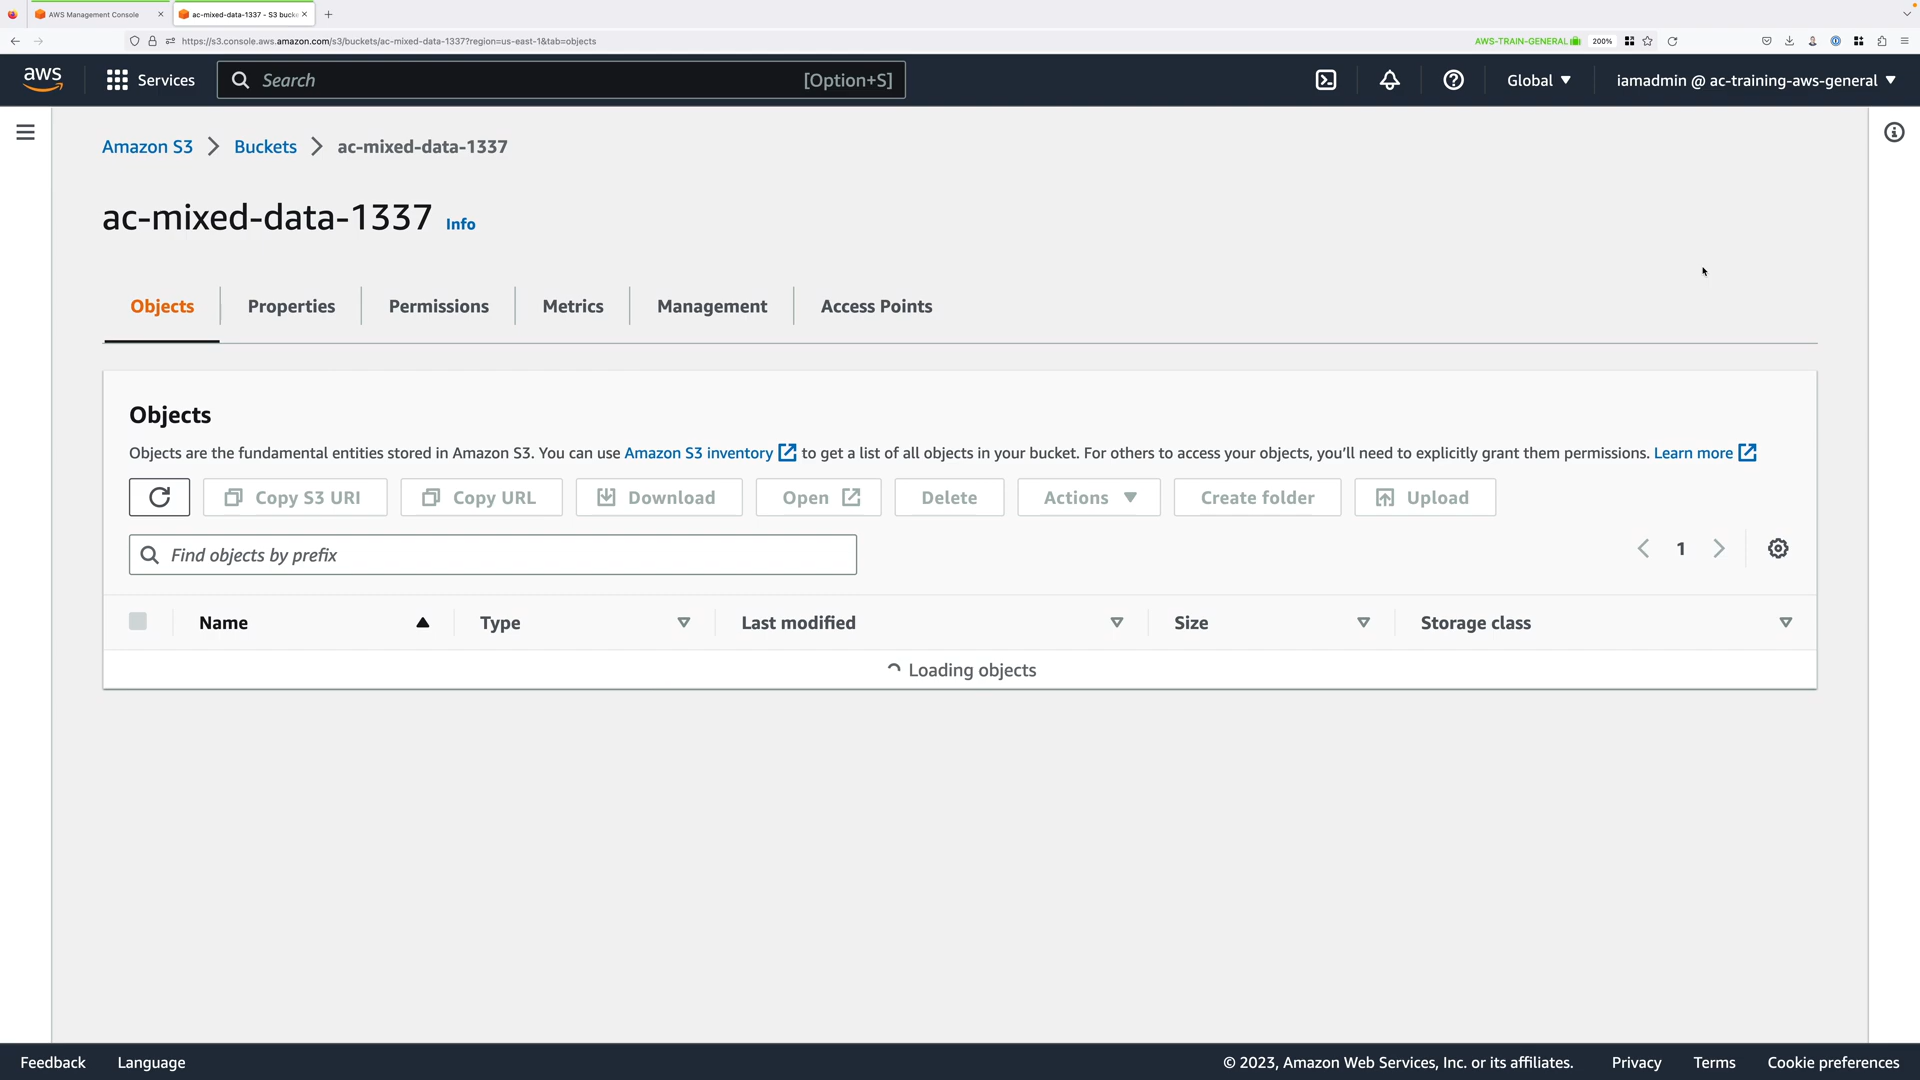 AWS Management Console
ac-mixed-data-1337 - S3 bucke
https://s3.console.aws.amazon.com/s3/buckets/ac-mixed-data-1337?region=us-east-1&tab=objects
AWS-TRAIN-GENERAL
200%
aws
Services
Search
[Option+S]
Global
iamadmin @ ac-training-aws-general
Amazon S3
Buckets
ac-mixed-data-1337
ac-mixed-data-1337 Info
Objects
Properties
Permissions
Metrics
Management
Access Points
Objects
Objects are the fundamental entities stored in Amazon S3. You can use Amazon S3 inventory to get a list of all objects in your bucket. For others to access your objects, you'll need to explicitly grant them permissions. Learn more
Copy S3 URI
Copy URL
Download
Open
Delete
Actions
Create folder
Upload
Find objects by prefix
1
Name
Type
Last modified
Size
Storage class
Loading objects
Feedback
Language
© 2023, Amazon Web Services, Inc. or its affiliates.
Privacy
Terms
Cookie preferences